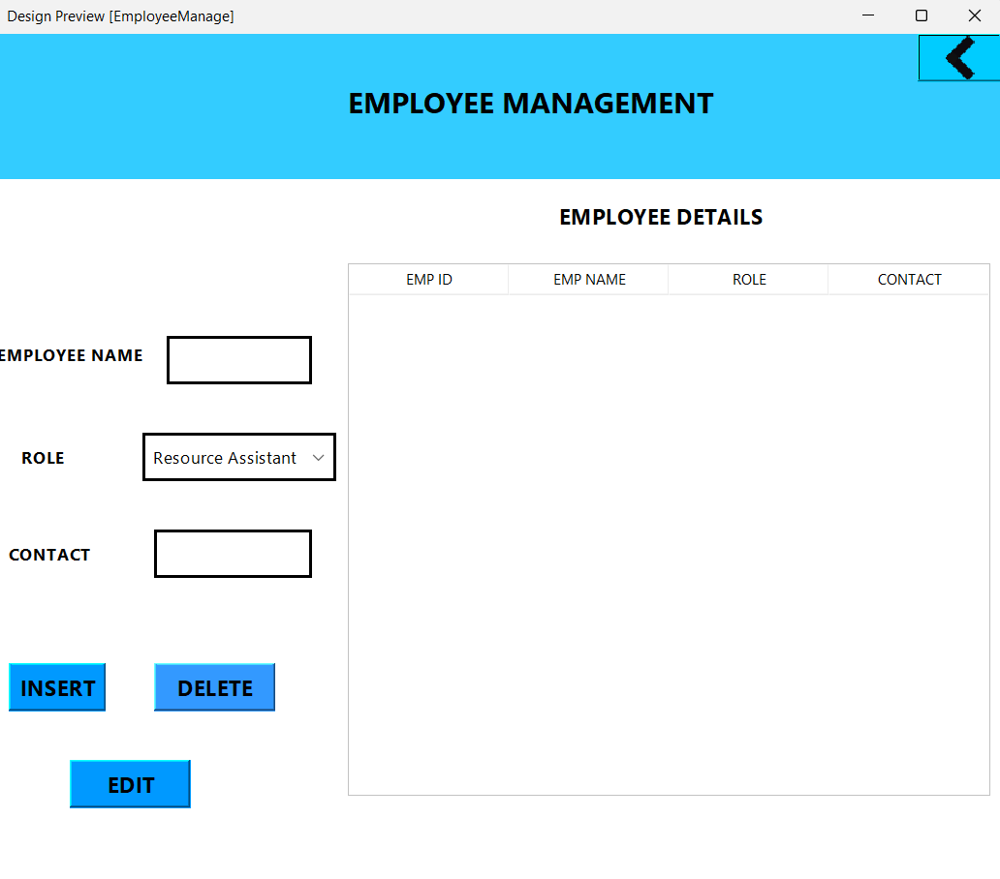 Design Preview [EmployeeManage]
EMPLOYEE MANAGEMENT
EMPLOYEE DETAILS
EMP ID EMP NAME ROLE CONTACT
EMPLOYEE NAME
ROLE Resource Assistant
CONTACT
INSERT DELETE
EDIT